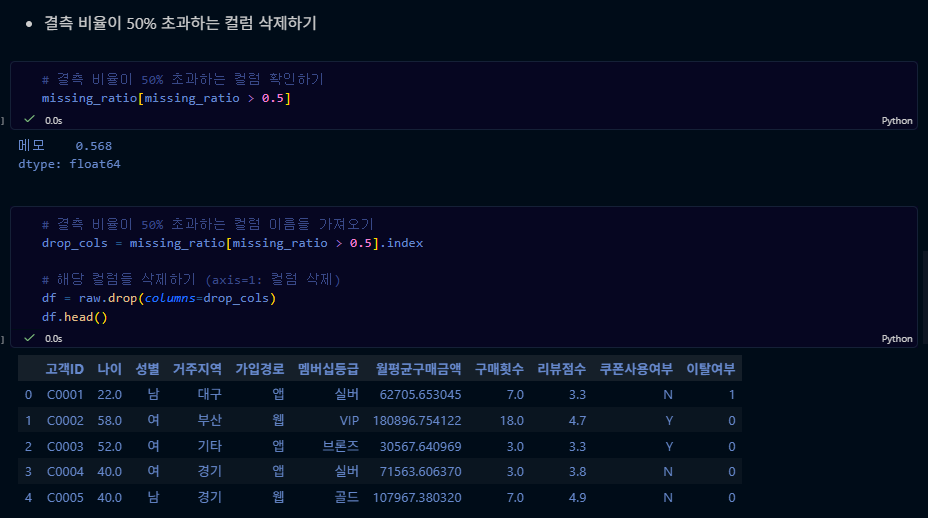 • 결측 비율이 50% 초과하는 컬럼 삭제하기
# 결측 비율이 50% 초과하는 컬럼 확인하기
missing_ratio[missing_ratio > 0.5]
] ✓ 0.0s Python
메모 0.568
dtype: float64
# 결측 비율이 50% 초과하는 컬럼 이름들 가져오기
drop_cols = missing_ratio[missing_ratio > 0.5].index
# 해당 컬럼들 삭제하기 (axis=1: 컬럼 삭제)
df = raw.drop(columns=drop_cols)
df.head()
] ✓ 0.0s Python
고객ID 나이 성별 거주지역 가입경로 멤버십등급 월평균구매금액 구매횟수 리뷰점수 쿠폰사용여부 이탈여부
0 C0001 22.0 남 대구 앱 실버 62705.653045 7.0 3.3 N 1
1 C0002 58.0 여 부산 웹 VIP 180896.754122 18.0 4.7 Y 0
2 C0003 52.0 여 기타 앱 브론즈 30567.640969 3.0 3.3 Y 0
3 C0004 40.0 여 경기 앱 실버 71563.606370 3.0 3.8 N 0
4 C0005 40.0 남 경기 웹 골드 107967.380320 7.0 4.9 N 0